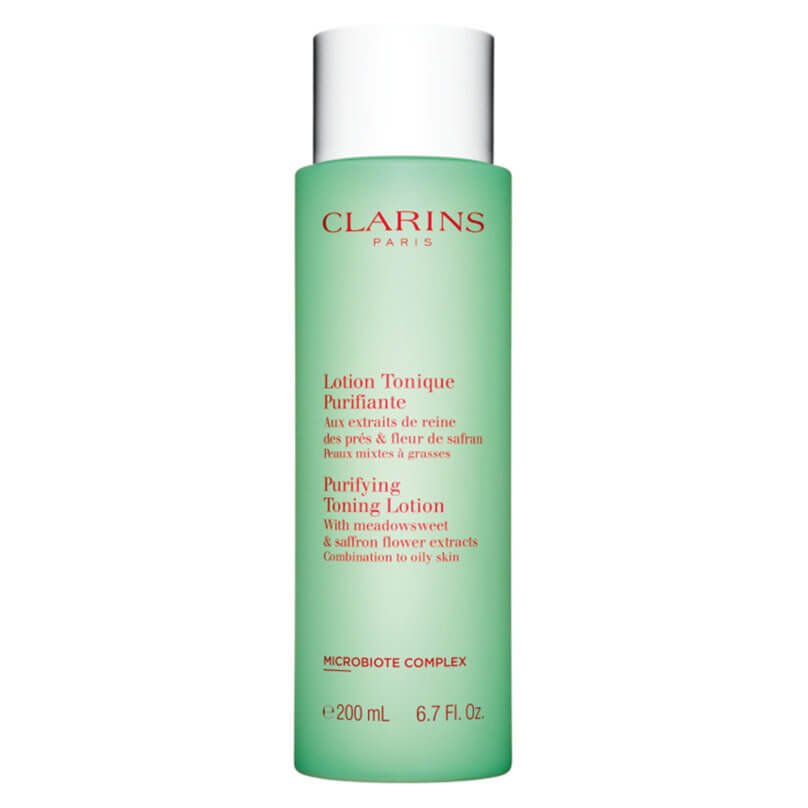 CLARINS
PARIS
Lotion Tonique
Purifiante
Aux extraits de reine
des prés & fleur de safran
Peaux mixtes à grasses
Purifying
Toning Lotion
With meadowsweet
& saffron flower extracts
Combination to oily skin
MICROBIOTE COMPLEX
℮200 mL 6.7 Fl. Oz.